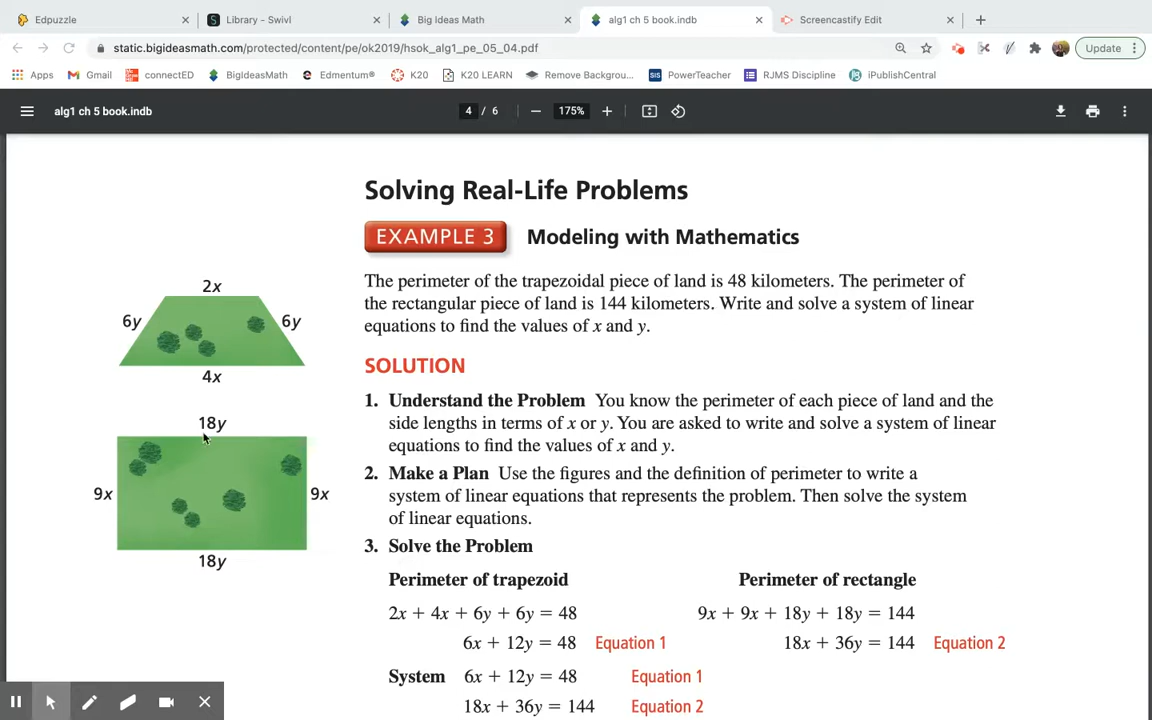 Edpuzzle
Library - Swivl
Big Ideas Math
alg1 ch 5 book.indb
Screencastify Edit
static.bigideasmath.com/protected/content/pe/ok2019/hsok_alg1_pe_05_04.pdf
Update
Apps
Gmail
connectED
BigIdeasMath
Edmentum®
K20
K20 LEARN
Remove Backgrou...
SIS
PowerTeacher
RJMS Discipline
iPublishCentral
alg1 ch 5 book.indb
4 / 6
175%
Solving Real-Life Problems
EXAMPLE 3 Modeling with Mathematics
The perimeter of the trapezoidal piece of land is 48 kilometers. The perimeter of
the rectangular piece of land is 144 kilometers. Write and solve a system of linear
equations to find the values of x and y.
2x
6y
6y
4x
18y
9x
9x
18y
SOLUTION
1. Understand the Problem You know the perimeter of each piece of land and the
side lengths in terms of x or y. You are asked to write and solve a system of linear
equations to find the values of x and y.
2. Make a Plan Use the figures and the definition of perimeter to write a
system of linear equations that represents the problem. Then solve the system
of linear equations.
3. Solve the Problem
Perimeter of trapezoid
2x + 4x + 6y + 6y = 48
6x + 12y = 48 Equation 1
Perimeter of rectangle
9x + 9x + 18y + 18y = 144
18x + 36y = 144 Equation 2
System 6x + 12y = 48 Equation 1
18x + 36y = 144 Equation 2